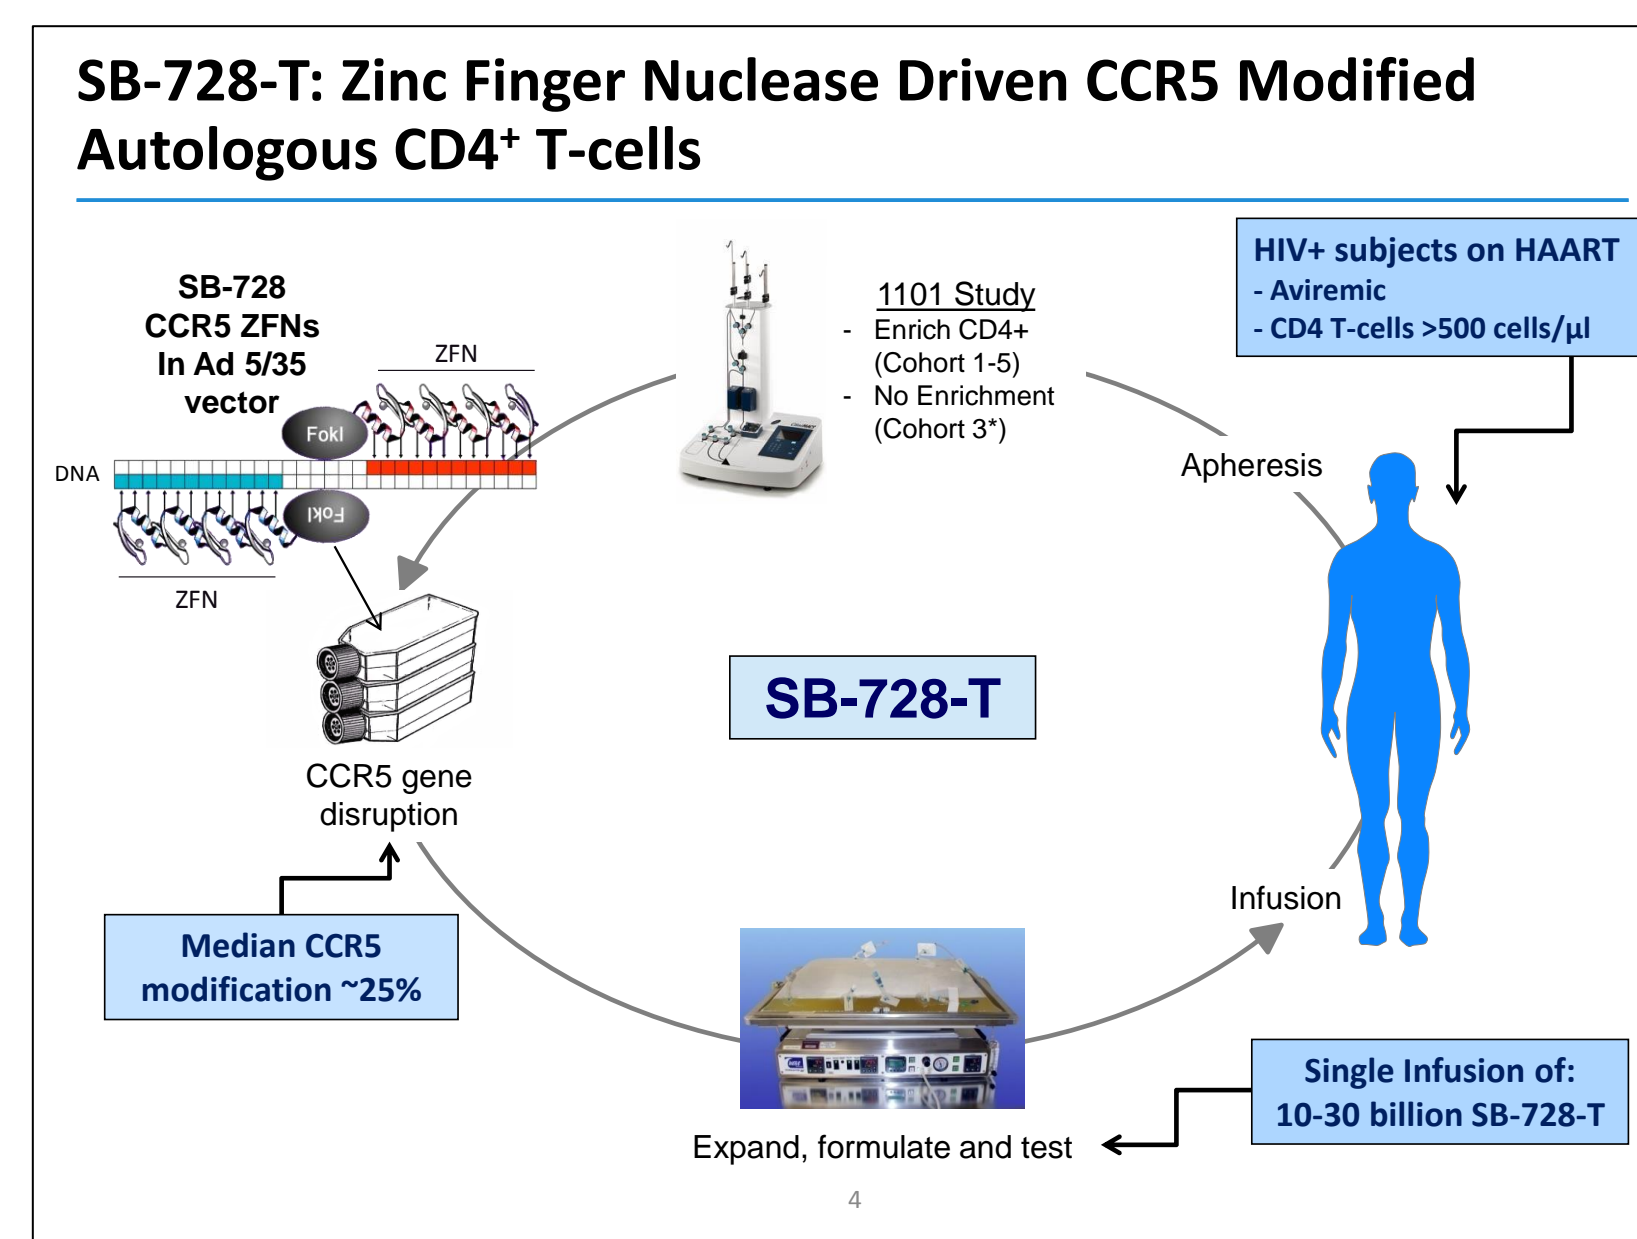 SB-728-T: Zinc Finger Nuclease Driven CCR5 Modified
Autologous CD4⁺ T-cells
SB-728
CCR5 ZFNs
In Ad 5/35
vector
ZFN
FokI
DNA
FokI
ZFN
1101 Study
- Enrich CD4+
(Cohort 1-5)
- No Enrichment
(Cohort 3*)
HIV+ subjects on HAART
- Aviremic
- CD4 T-cells >500 cells/µl
Apheresis
SB-728-T
CCR5 gene
disruption
Median CCR5
modification ~25%
Infusion
Single Infusion of:
10-30 billion SB-728-T
Expand, formulate and test
4